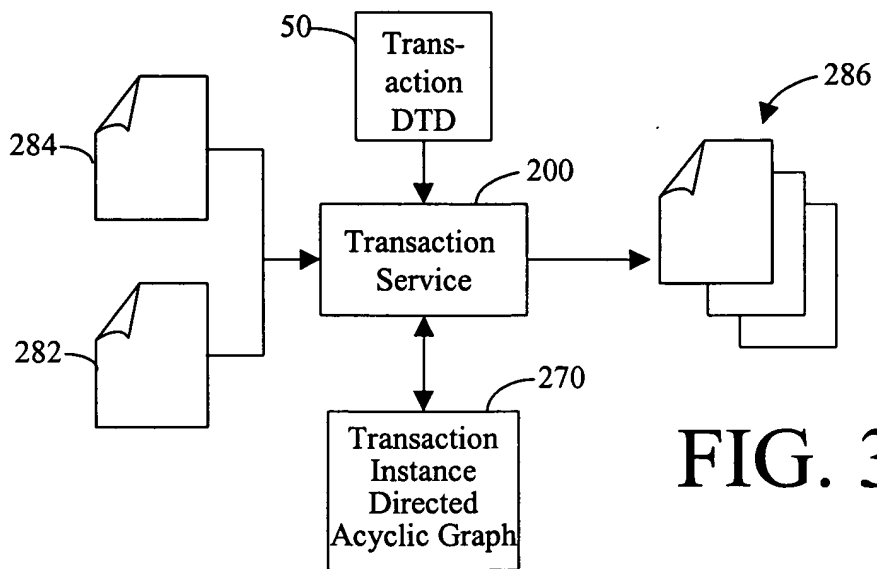 50
Trans-
action
DTD
286
284
200
Transaction
Service
282
270
Transaction
Instance
Directed
Acyclic Graph
FIG. 3